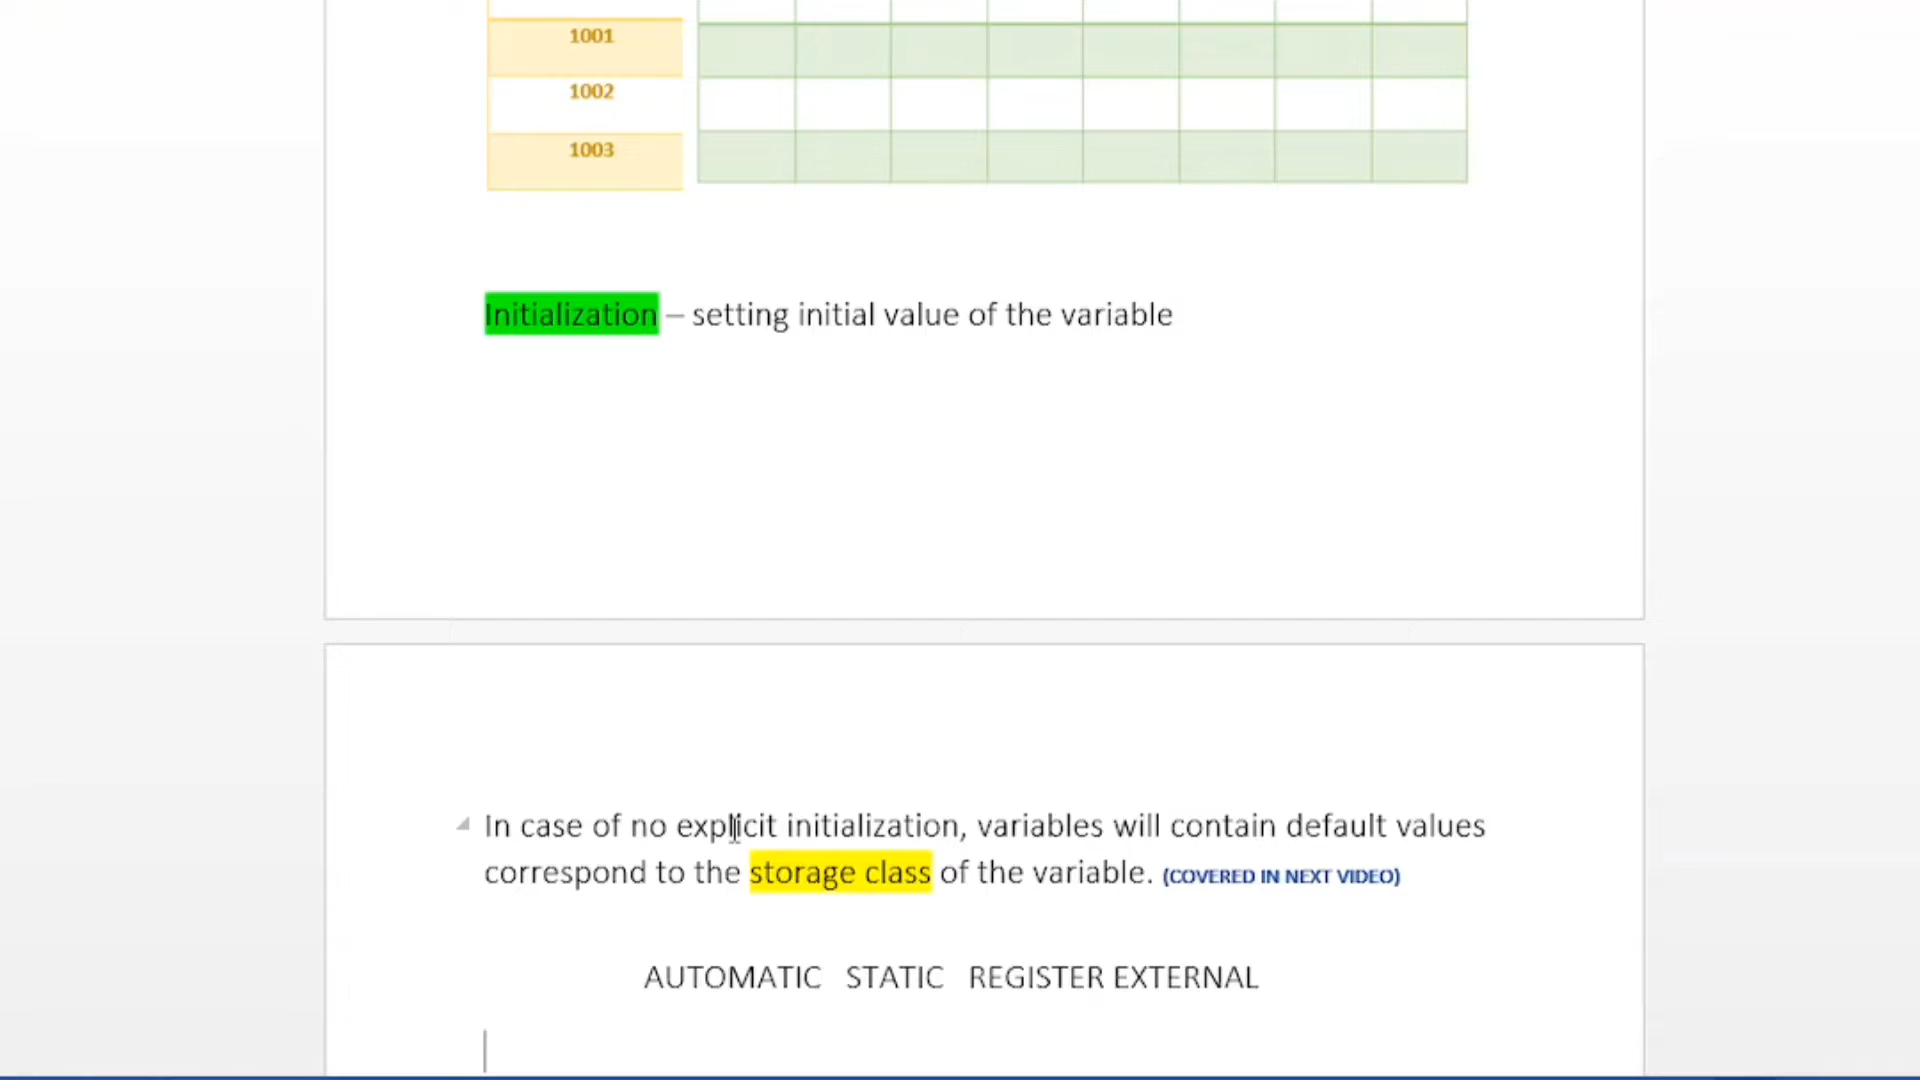 1001
1002
1003
Initialization – setting initial value of the variable
In case of no explicit initialization, variables will contain default values
correspond to the storage class of the variable. (COVERED IN NEXT VIDEO)
AUTOMATIC STATIC REGISTER EXTERNAL